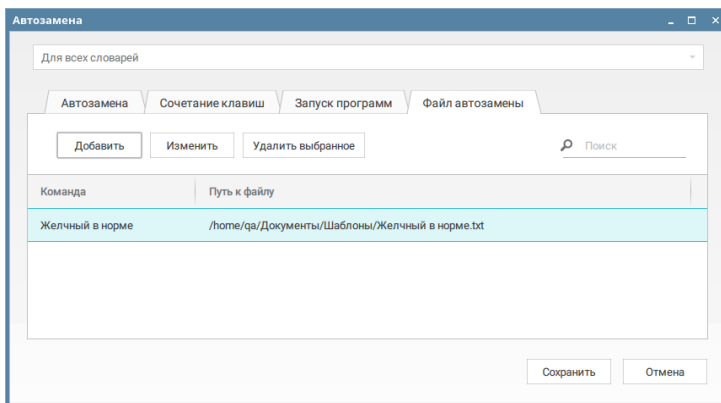 Автозамена
Для всех словарей
Автозамена Сочетание клавиш Запуск программ Файл автозамены
Добавить Изменить Удалить выбранное Поиск
Команда Путь к файлу
Желчный в норме /home/qa/Документы/Шаблоны/Желчный в норме.txt
Сохранить Отмена